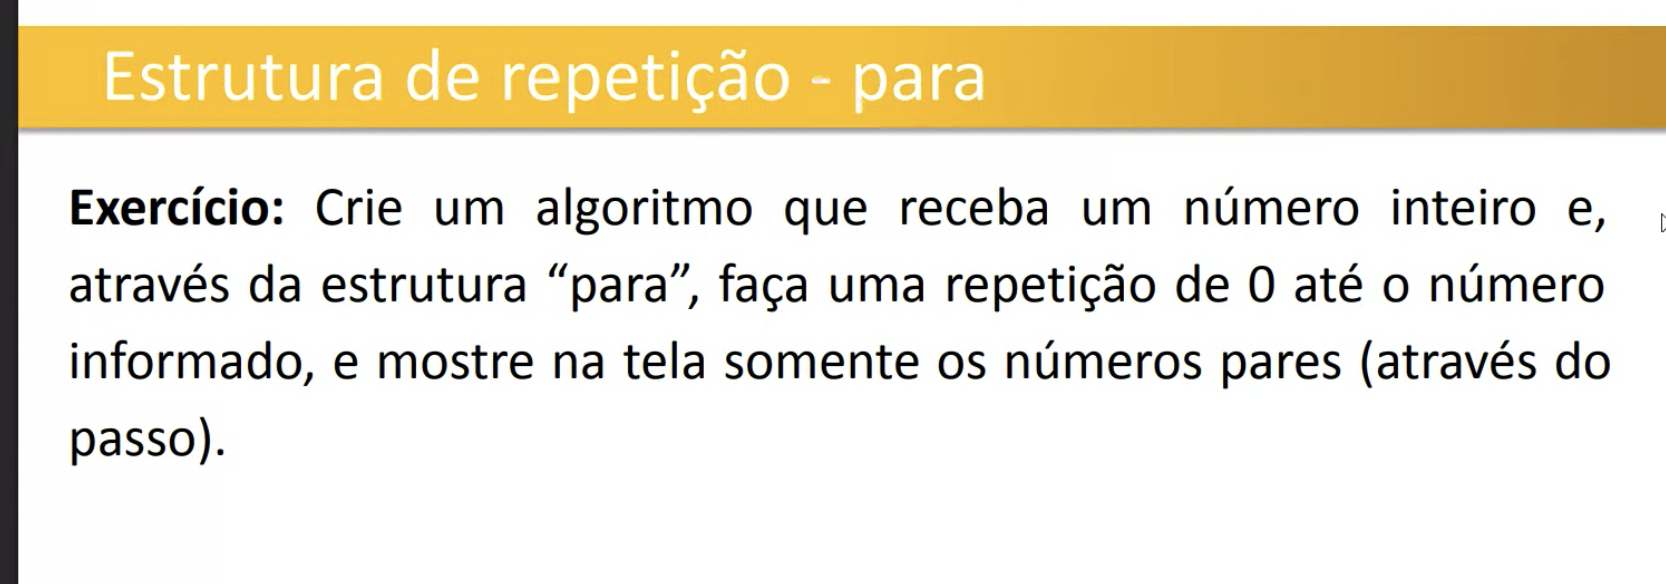 Estrutura de repetição - para
Exercício: Crie um algoritmo que receba um número inteiro e,
através da estrutura “para”, faça uma repetição de 0 até o número
informado, e mostre na tela somente os números pares (através do
passo).